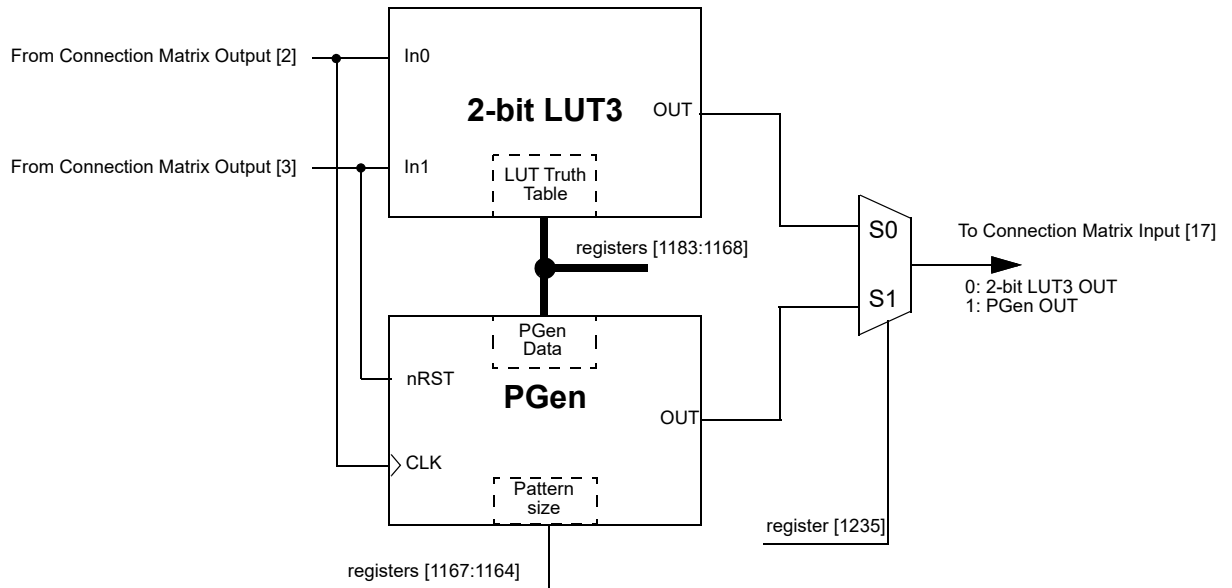 From Connection Matrix Output [2]
In0
2-bit LUT3
OUT
From Connection Matrix Output [3]
In1
LUT Truth
Table
registers [1183:1168]
S0
To Connection Matrix Input [17]
0: 2-bit LUT3 OUT
1: PGen OUT
S1
PGen
Data
nRST
PGen
OUT
CLK
Pattern
size
register [1235]
registers [1167:1164]